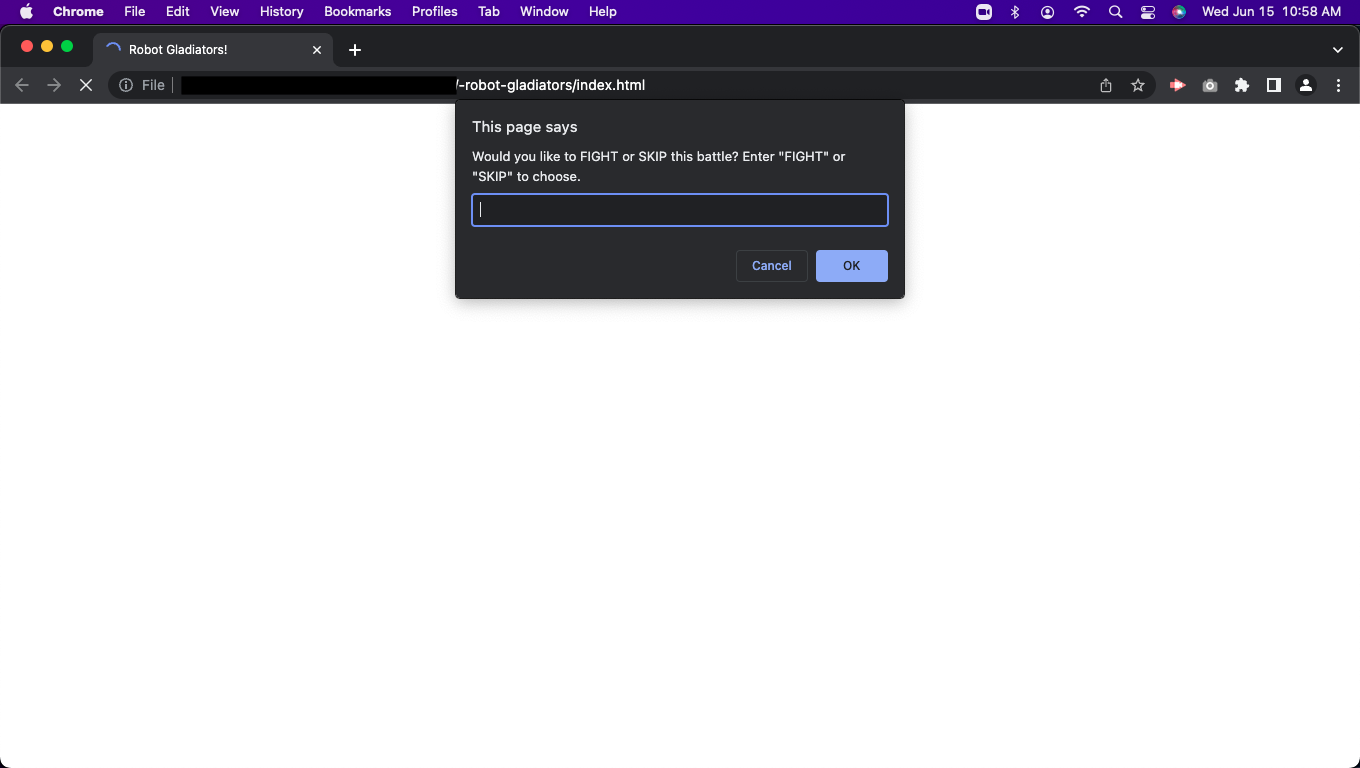 Chrome File Edit View History Bookmarks Profiles Tab Window Help Wed Jun 15 10:58 AM
Robot Gladiators!
File /-robot-gladiators/index.html
This page says
Would you like to FIGHT or SKIP this battle? Enter "FIGHT" or
"SKIP" to choose.
Cancel OK